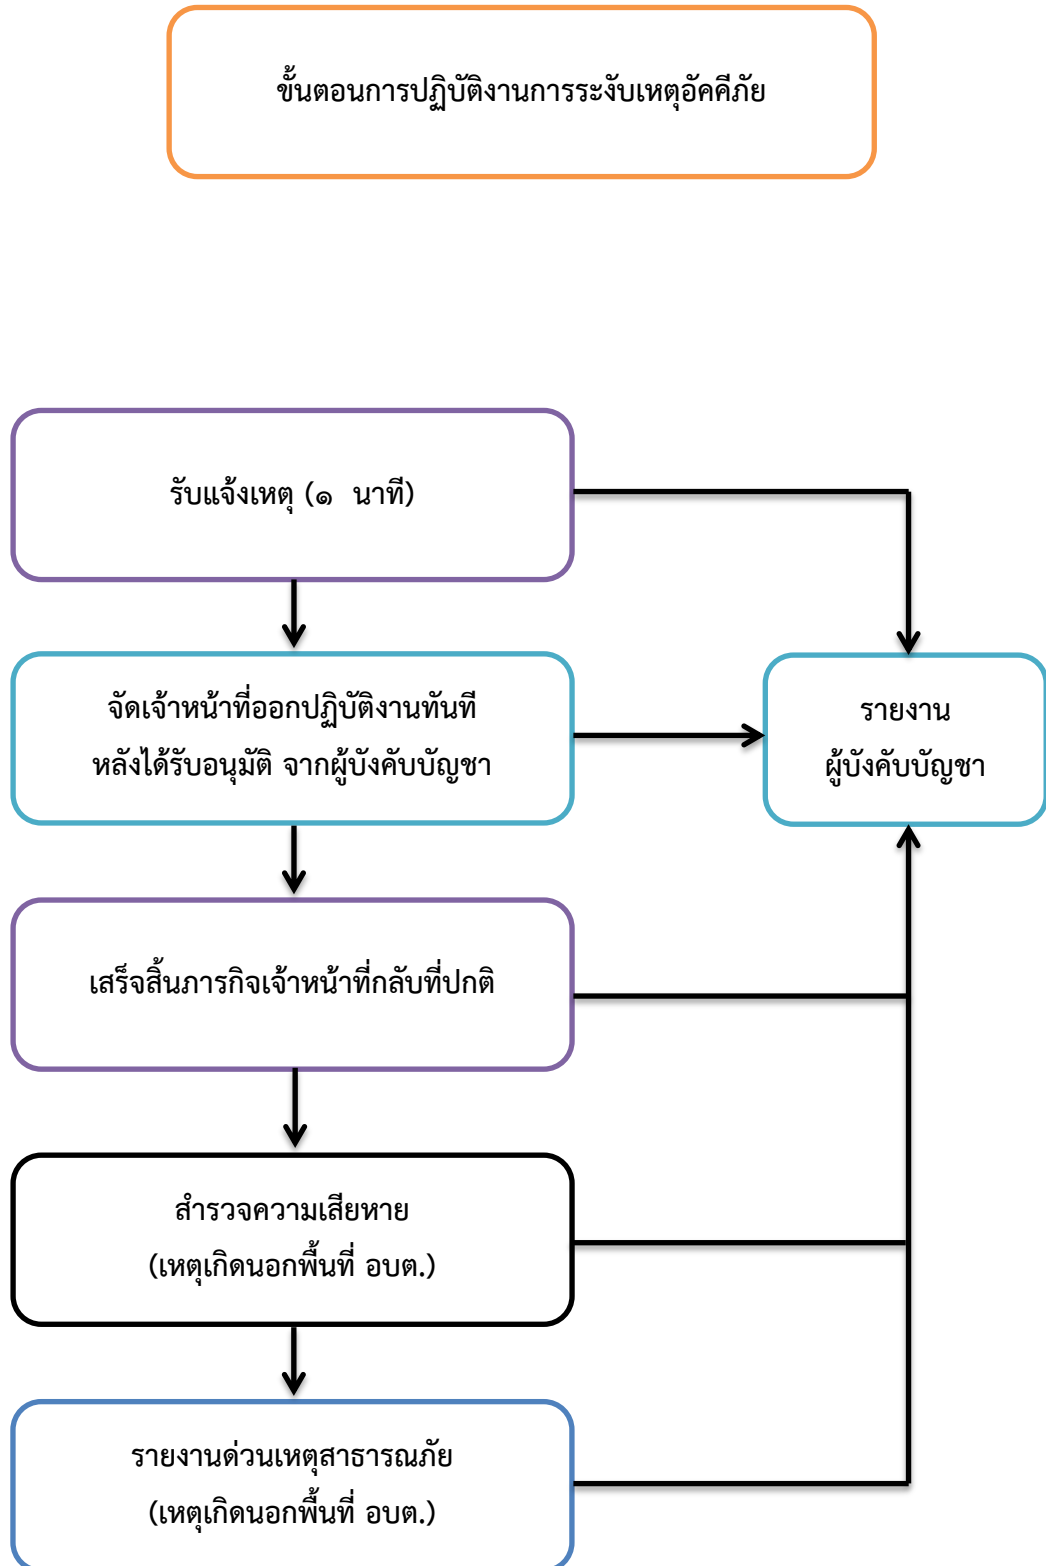 ขั้นตอนการปฏิบัติงานการระงับเหตุอัคคีภัย
รับแจ้งเหตุ (๑ นาที)
จัดเจ้าหน้าที่ออกปฏิบัติงานทันที
หลังได้รับอนุมัติ จากผู้บังคับบัญชา
รายงาน
ผู้บังคับบัญชา
เสร็จสิ้นภารกิจเจ้าหน้าที่กลับที่ปกติ
สำรวจความเสียหาย
(เหตุเกิดนอกพื้นที่ อบต.)
รายงานด่วนเหตุสาธารณภัย
(เหตุเกิดนอกพื้นที่ อบต.)